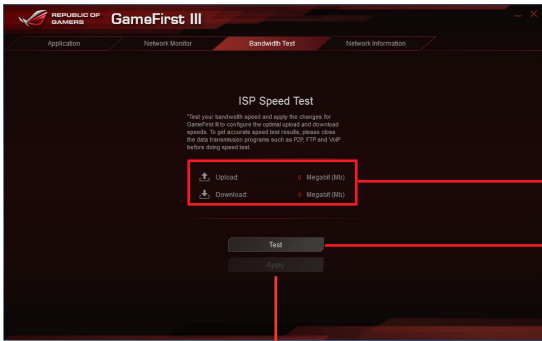 REPUBLIC OF
GAMERS
GameFirst III
Application
Network Monitor
Bandwidth Test
Network Information
ISP Speed Test
"Test your bandwidth speed and apply the changes for
GameFirst III to configure the optimal upload and download
speeds. To get accurate speed test results, please close
the data transmission programs such as P2P, FTP and VoIP
before doing speed test.
Upload: 0 Megabit (Mb)
Download: 0 Megabit (Mb)
Test
Apply